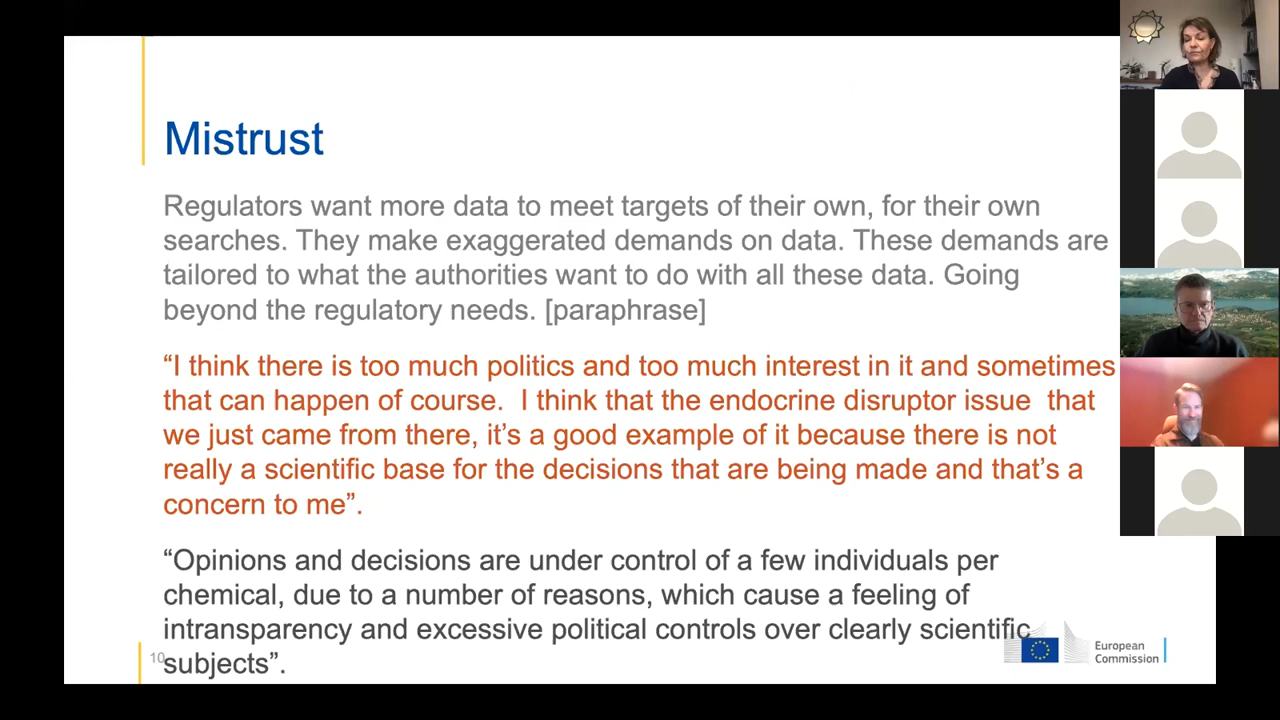 Mistrust
Regulators want more data to meet targets of their own, for their own
searches. They make exaggerated demands on data. These demands are
tailored to what the authorities want to do with all these data. Going
beyond the regulatory needs. [paraphrase]
“I think there is too much politics and too much interest in it and sometimes
that can happen of course.  I think that the endocrine disruptor issue  that
we just came from there, it’s a good example of it because there is not
really a scientific base for the decisions that are being made and that’s a
concern to me”.
“Opinions and decisions are under control of a few individuals per
chemical, due to a number of reasons, which cause a feeling of
intransparency and excessive political controls over clearly scientific
subjects”.
10
European
Commission